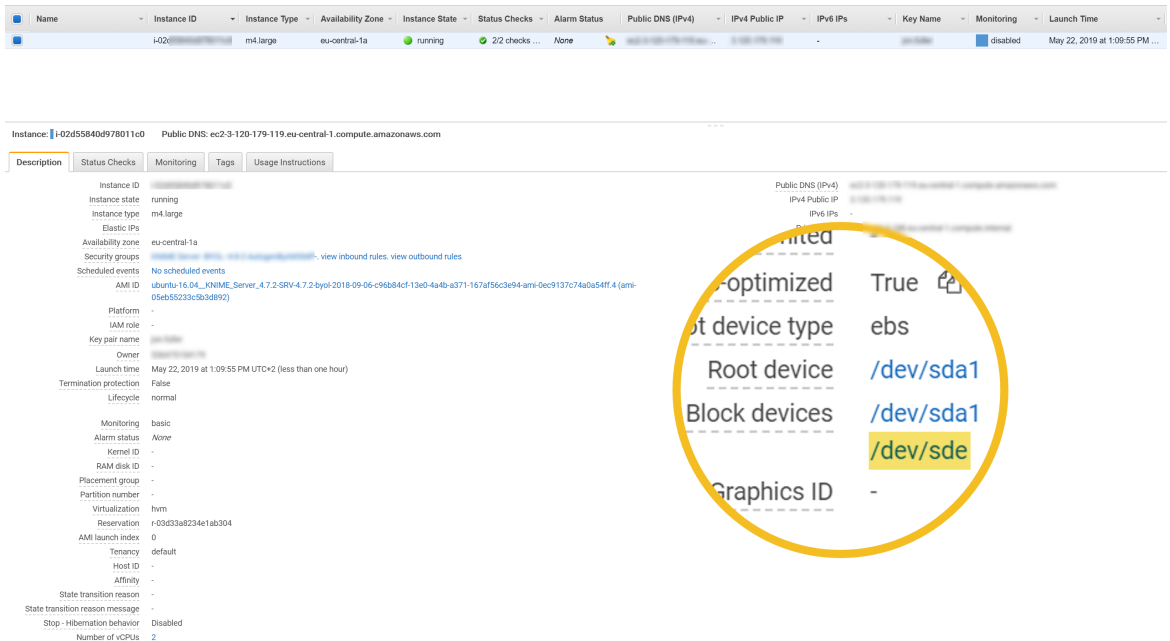 Name Instance ID Instance Type Availability Zone Instance State Status Checks Alarm Status Public DNS (IPv4) IPv4 Public IP IPv6 IPs Key Name Monitoring Launch Time
i-02d m4.large eu-central-1a running 2/2 checks ... None - disabled May 22, 2019 at 1:09:55 PM ...
Instance: i-02d55840d978011c0 Public DNS: ec2-3-120-179-119.eu-central-1.compute.amazonaws.com
Description Status Checks Monitoring Tags Usage Instructions
Instance ID
Instance state running
Instance type m4.large
Elastic IPs
Availability zone eu-central-1a
Security groups . view inbound rules. view outbound rules
Scheduled events No scheduled events
AMI ID ubuntu-16.04__KNIME_Server_4.7.2-SRV-4.7.2-byol-2018-09-06-c96b84cf-13e0-4a4b-a371-167af56c3e94-ami-0ec9137c74a0a54ff.4 (ami-
05eb55233c5b3d892)
Platform -
IAM role -
Key pair name
Owner
Launch time May 22, 2019 at 1:09:55 PM UTC+2 (less than one hour)
Termination protection False
Lifecycle normal
Monitoring basic
Alarm status None
Kernel ID -
RAM disk ID -
Placement group -
Partition number -
Virtualization hvm
Reservation r-03d33a8234e1ab304
AMI launch index 0
Tenancy default
Host ID -
Affinity -
State transition reason -
State transition reason message -
Stop - Hibernation behavior Disabled
Number of vCPUs 2
Public DNS (IPv4)
IPv4 Public IP
IPv6 IPs -
-optimized True
device type ebs
Root device /dev/sda1
Block devices /dev/sda1
/dev/sde
Graphics ID -